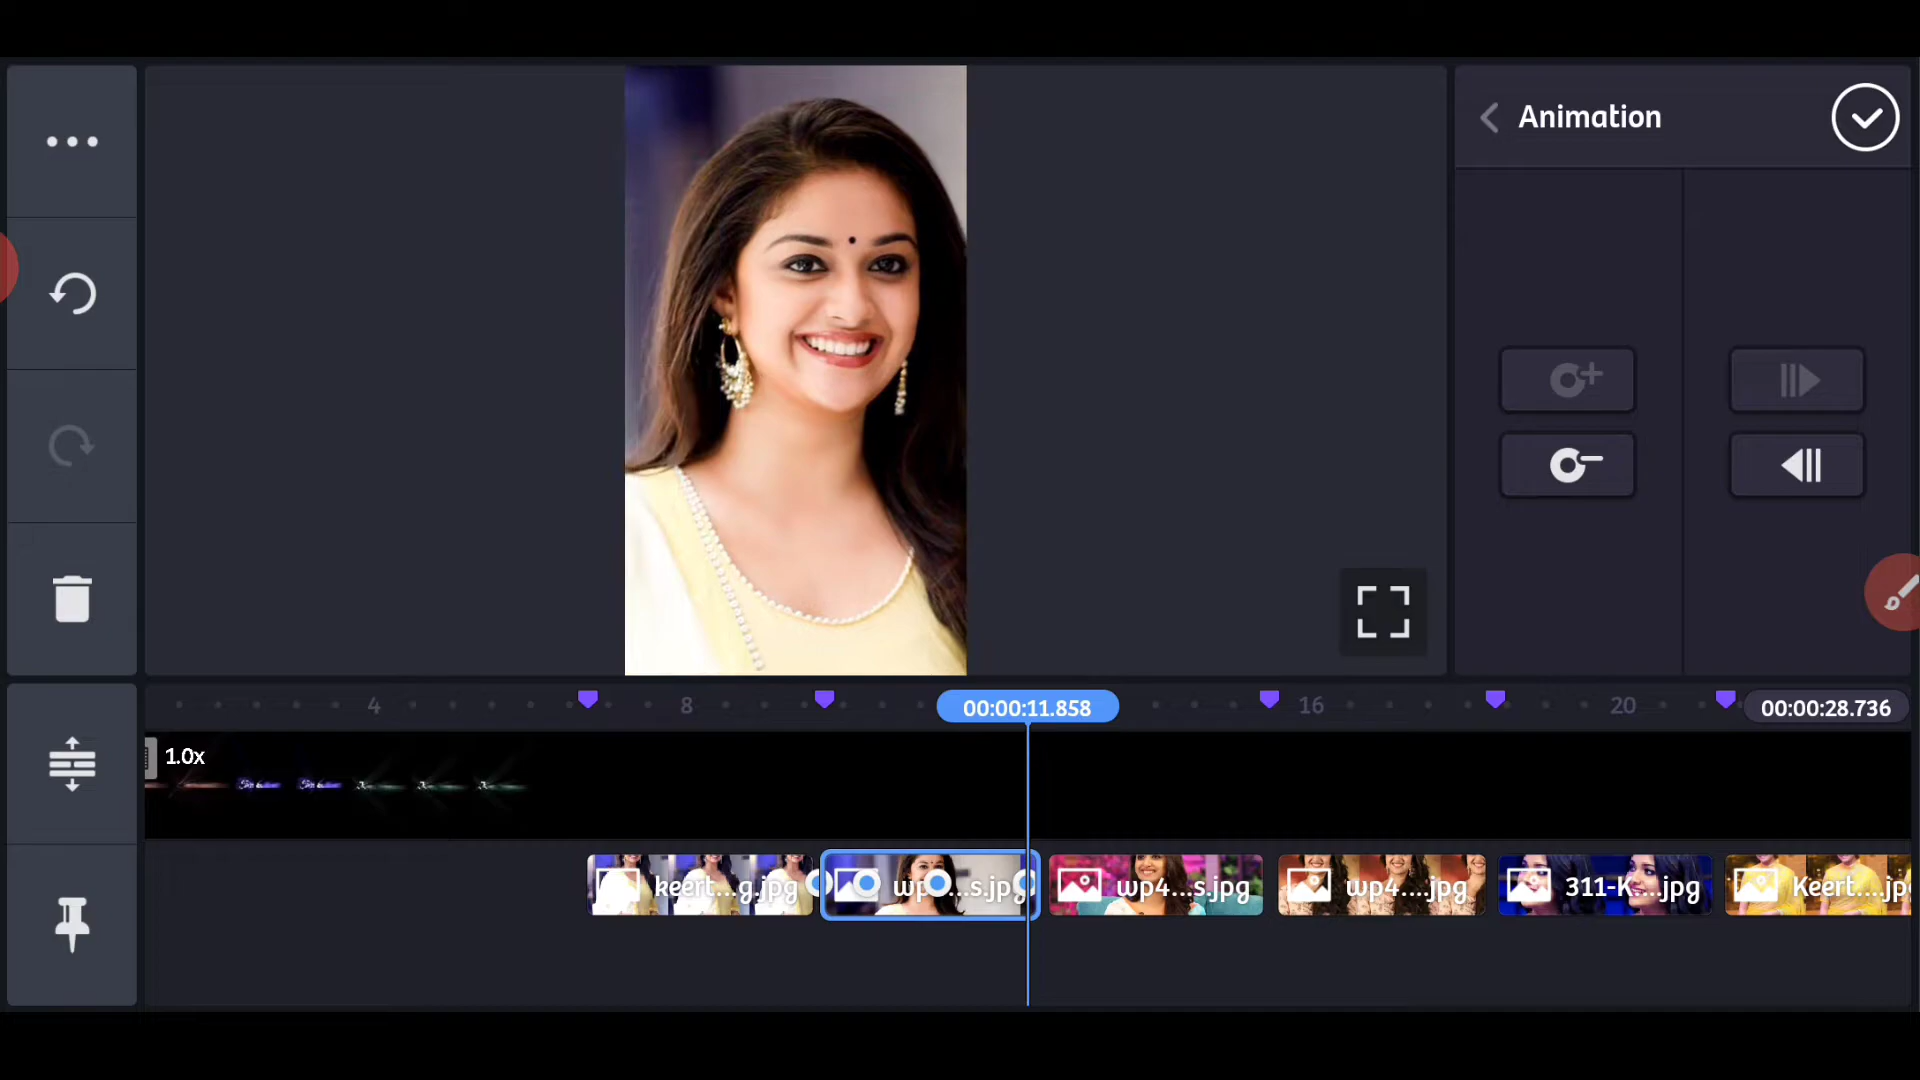 Animation
4
8
00:00:11.858
16
20
00:00:28.736
1.0x
keert...g.jpg
wp...s.jp
wp4...s.jpg
wp4....jpg
311-K...jpg
Keert....jp